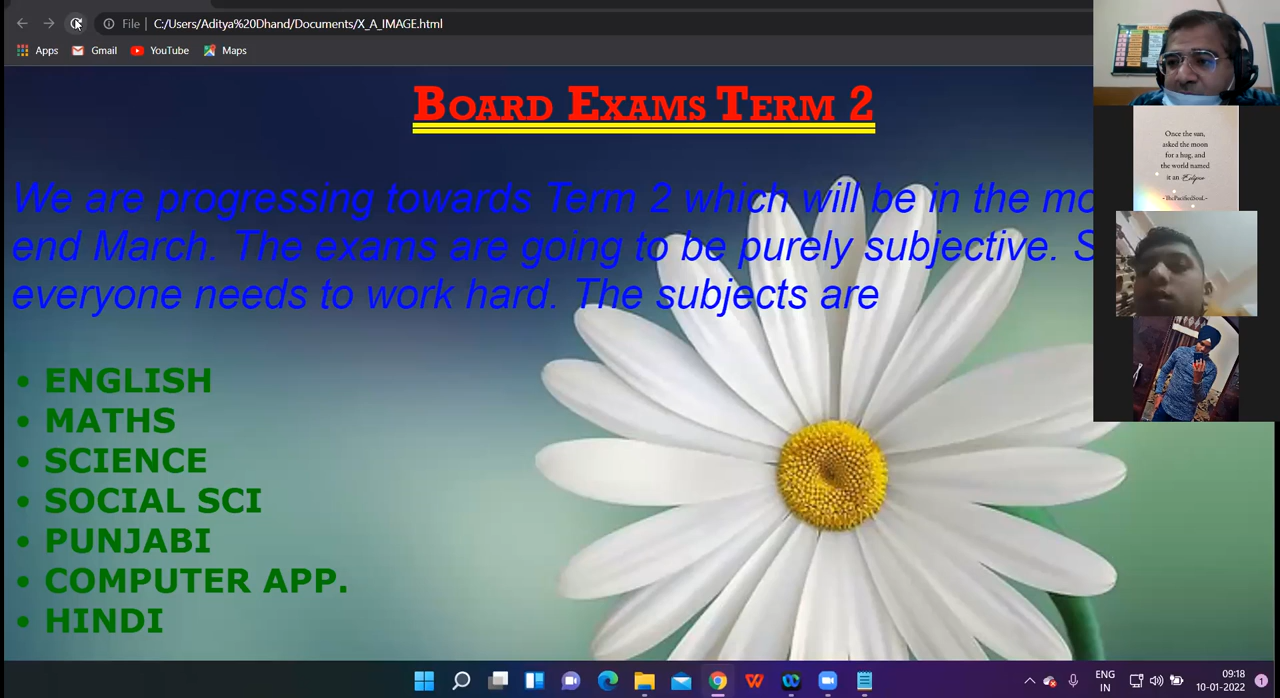 File C:/Users/Aditya%20Dhand/Documents/X_A_IMAGE.html
Apps Gmail YouTube Maps
BOARD EXAMS TERM 2
We are progressing towards Term 2 which will be in the mo
end March. The exams are going to be purely subjective. S
everyone needs to work hard. The subjects are
• ENGLISH
• MATHS
• SCIENCE
• SOCIAL SCI
• PUNJABI
• COMPUTER APP.
• HINDI
Once the sun,
asked the moon
for a hug, and
the world named
it an Eclipse
ENG
IN
09:18
10-01-2022
1